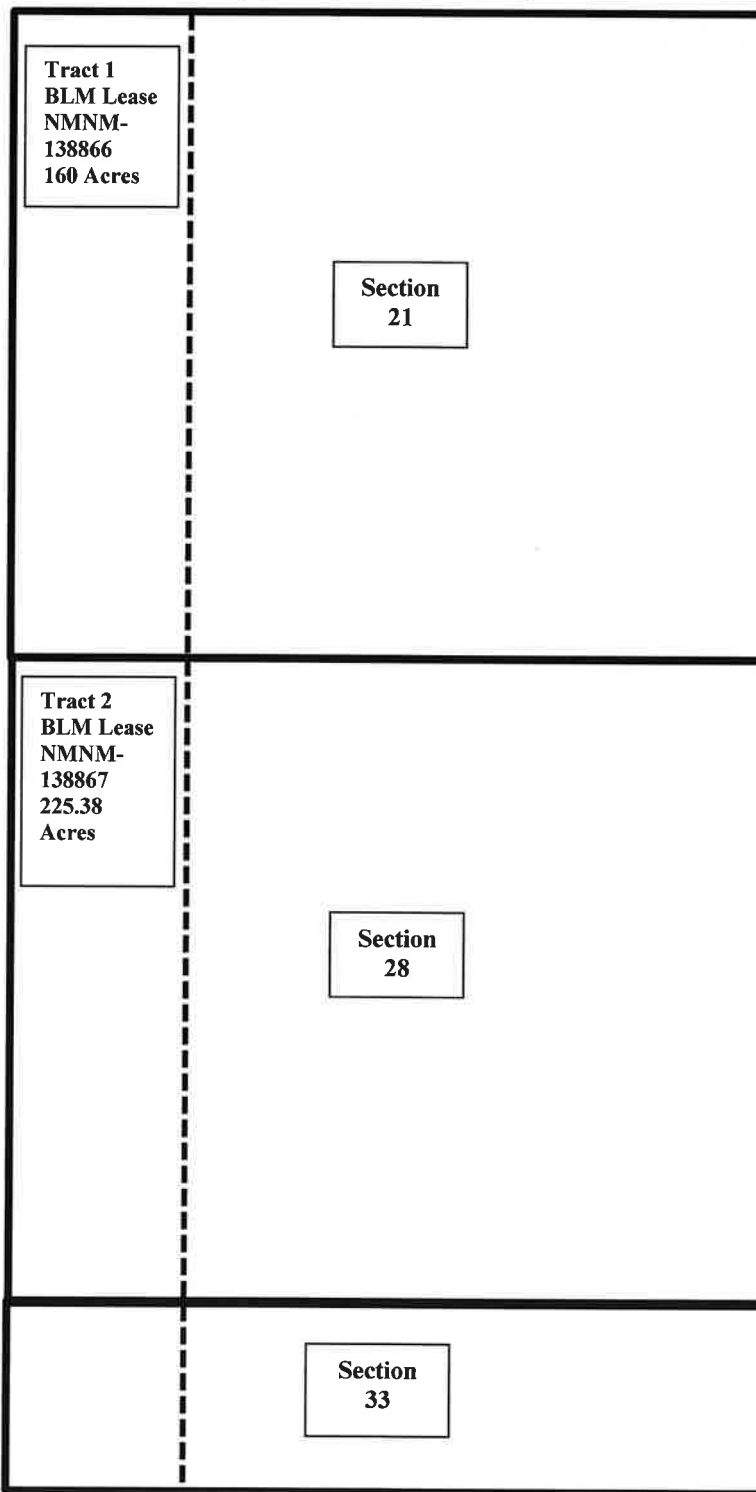 Tract 1
BLM Lease
NMNM-
138866
160 Acres
Section
21
Tract 2
BLM Lease
NMNM-
138867
225.38
Acres
Section
28
Section
33